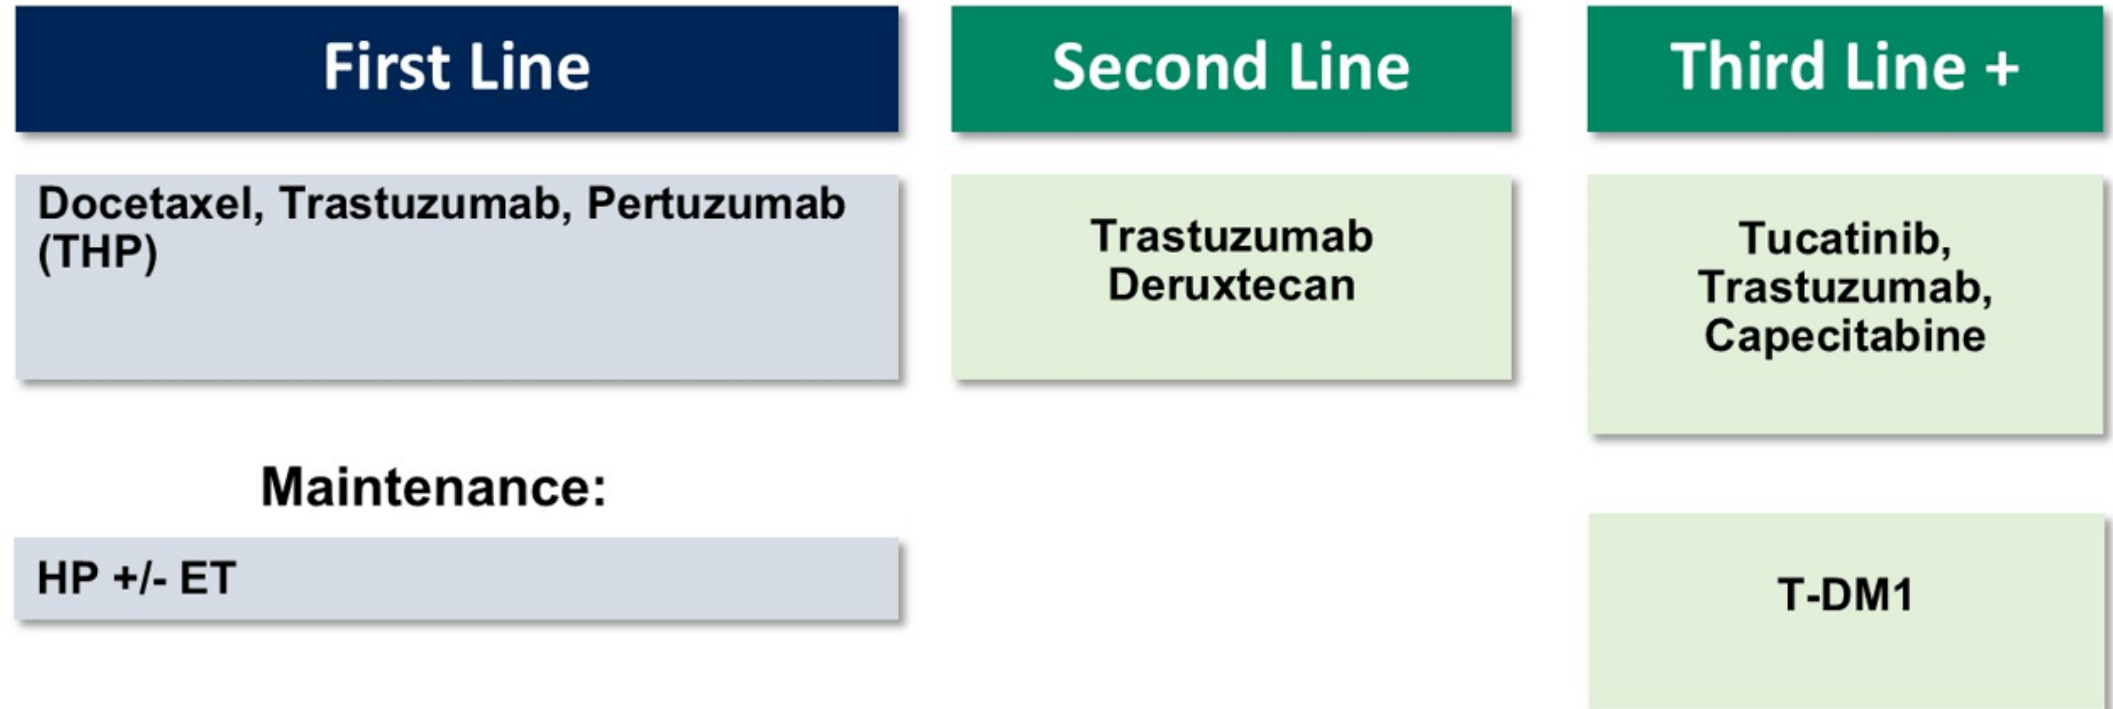 First Line
Docetaxel, Trastuzumab, Pertuzumab
(THP)
Maintenance:
HP +/- ET
Second Line
Trastuzumab
Deruxtecan
Third Line +
Tucatinib,
Trastuzumab,
Capecitabine
T-DM1